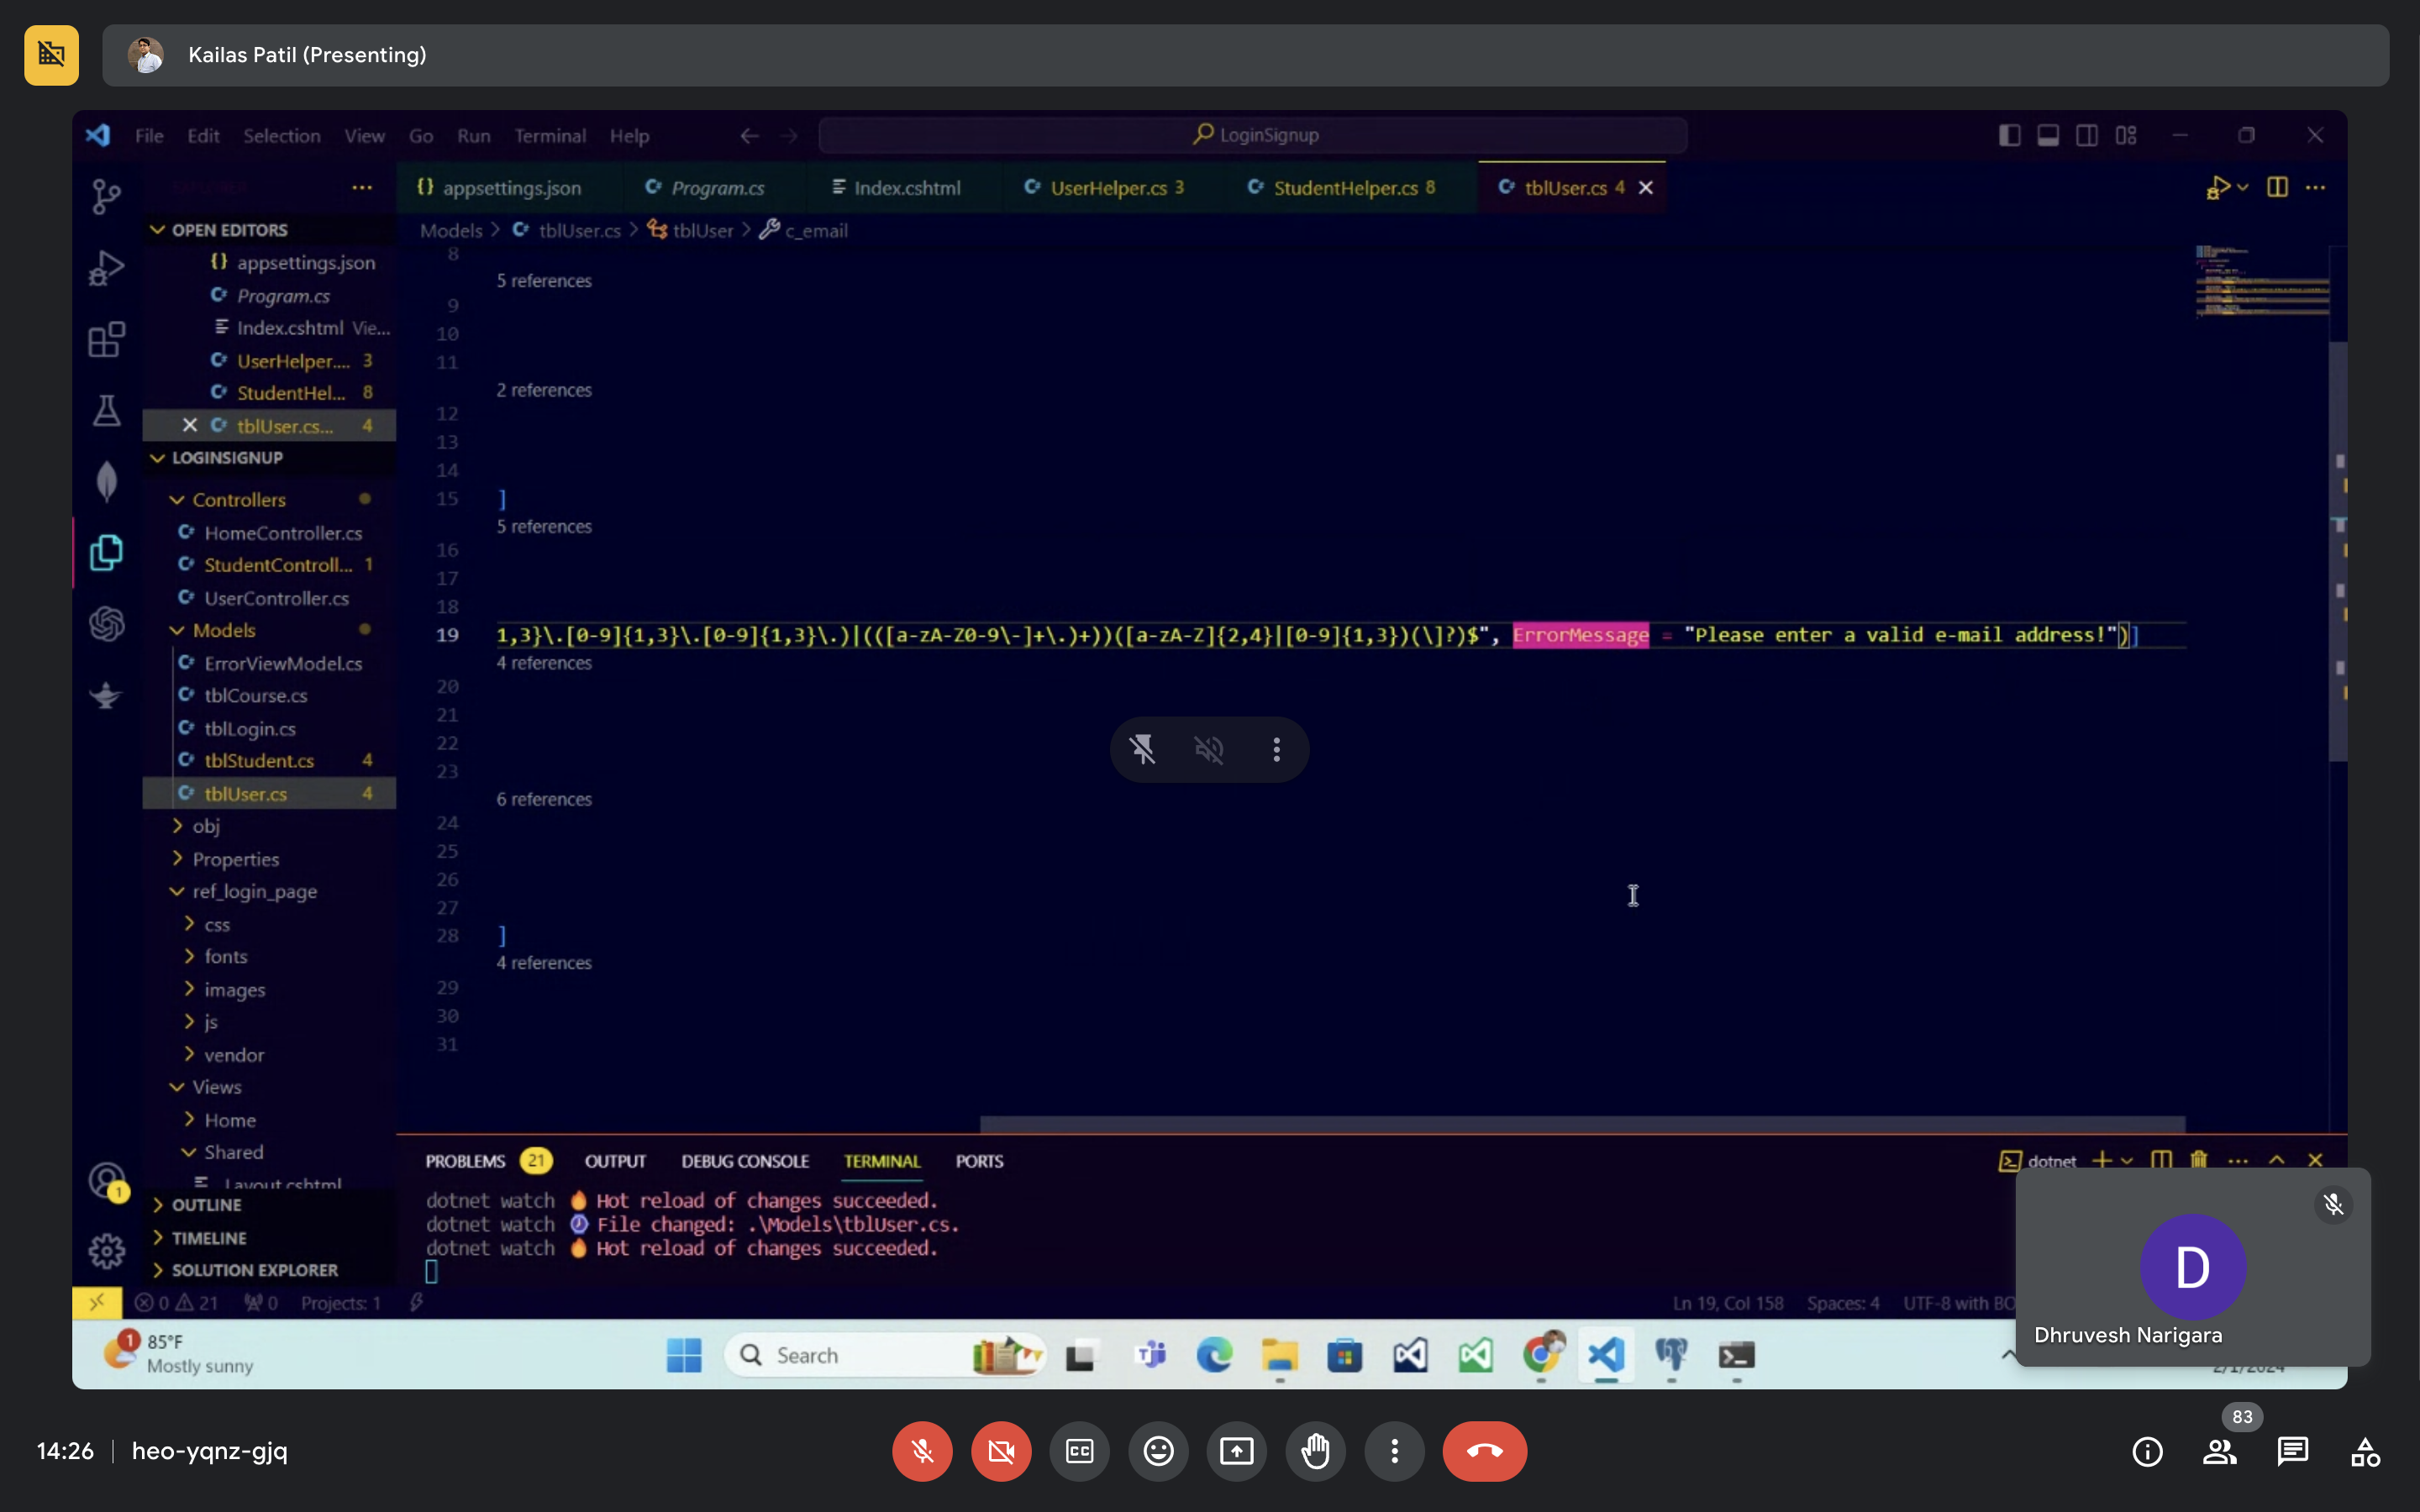 Kailas Patil (Presenting)
File Edit Selection View Go Run Terminal Help
LoginSignup
appsettings.json
Program.cs
Index.cshtml
UserHelper.cs 3
StudentHelper.cs 8
tblUser.cs 4
Models > tblUser.cs > tblUser > c_email
OPEN EDITORS
appsettings.json
Program.cs
Index.cshtml Vie...
UserHelper.... 3
StudentHel... 8
tblUser.cs... 4
LOGINSIGNUP
Controllers
HomeController.cs
StudentControll... 1
UserController.cs
Models
ErrorViewModel.cs
tblCourse.cs
tblLogin.cs
tblStudent.cs 4
tblUser.cs 4
obj
Properties
ref_login_page
css
fonts
images
js
vendor
Views
Home
Shared
Layout.cshtml
OUTLINE
TIMELINE
SOLUTION EXPLORER
8
5 references
9
10
11
2 references
12
13
14
15 ]
5 references
16
17
18
19 1,3}\.[0-9]{1,3}\.[0-9]{1,3}\.)|(([a-zA-Z0-9\-]+\.)+))([a-zA-Z]{2,4}|[0-9]{1,3})(\]?)$", ErrorMessage = "Please enter a valid e-mail address!")]
4 references
20
21
22
23
6 references
24
25
26
27
28 ]
4 references
29
30
31
PROBLEMS 21 OUTPUT DEBUG CONSOLE TERMINAL PORTS
dotnet
dotnet watch 🔥 Hot reload of changes succeeded.
dotnet watch ⌚ File changed: .\Models\tblUser.cs.
dotnet watch 🔥 Hot reload of changes succeeded.
0 21 0 Projects: 1
Ln 19, Col 158 Spaces: 4 UTF-8 with BO
1
1
85°F
Mostly sunny
Search
D
Dhruvesh Narigara
14:26 | heo-yqnz-gjq
83